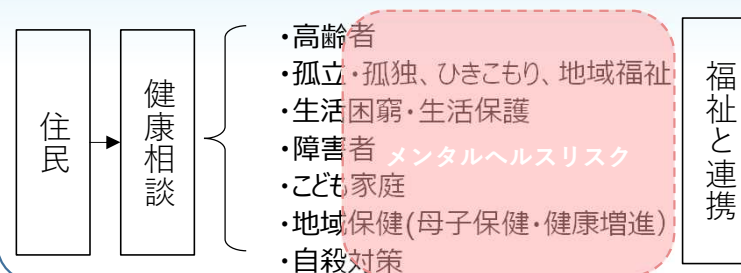 住民
健康相談
・高齢者
・孤立・孤独、ひきこもり、地域福祉
・生活困窮・生活保護
・障害者
メンタルヘルスリスク
・こども家庭
・地域保健(母子保健・健康増進)
・自殺対策
福祉と連携